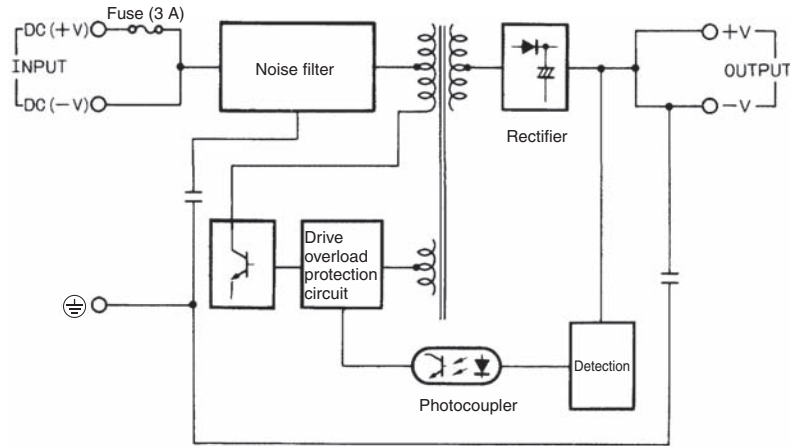 Fuse (3 A)
DC (+V)
INPUT
DC (−V)
Noise filter
Rectifier
+V
OUTPUT
−V
Drive
overload
protection
circuit
Detection
Photocoupler